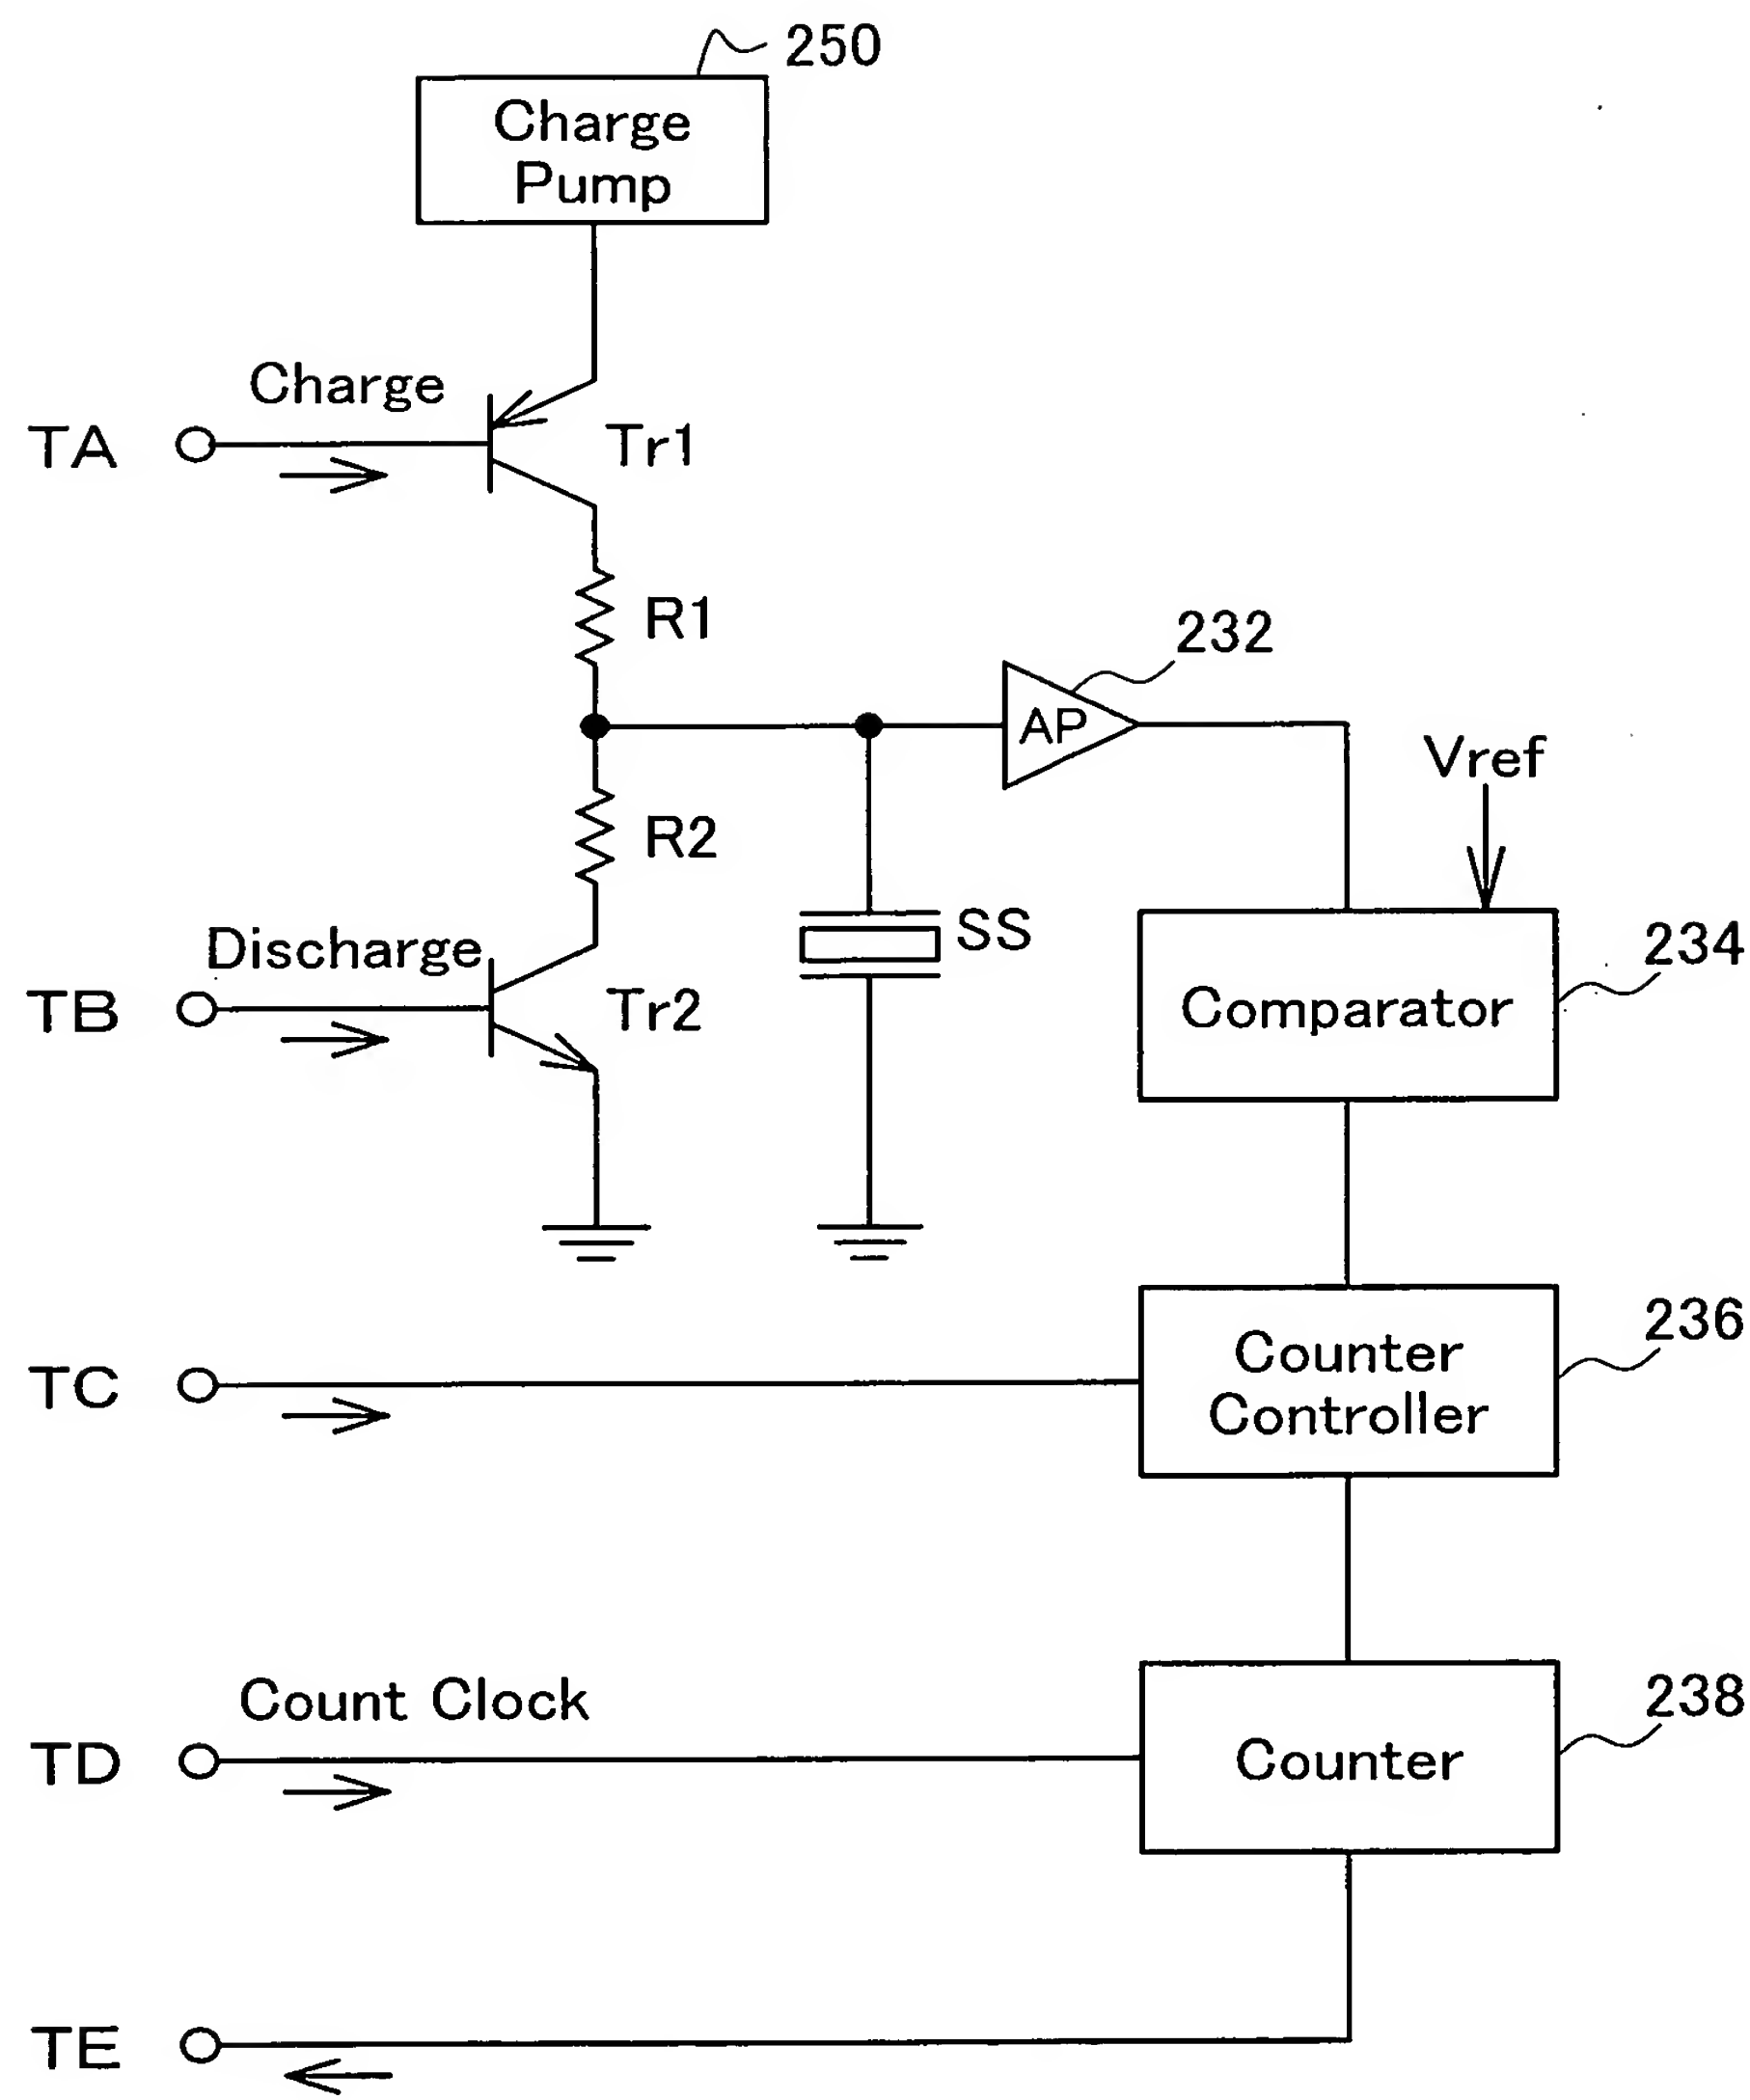 250
Charge
Pump
Charge
TA
Tr1
R1
232
AP
Vref
R2
SS
234
Discharge
TB
Tr2
Comparator
236
TC
Counter
Controller
238
Count Clock
TD
Counter
TE